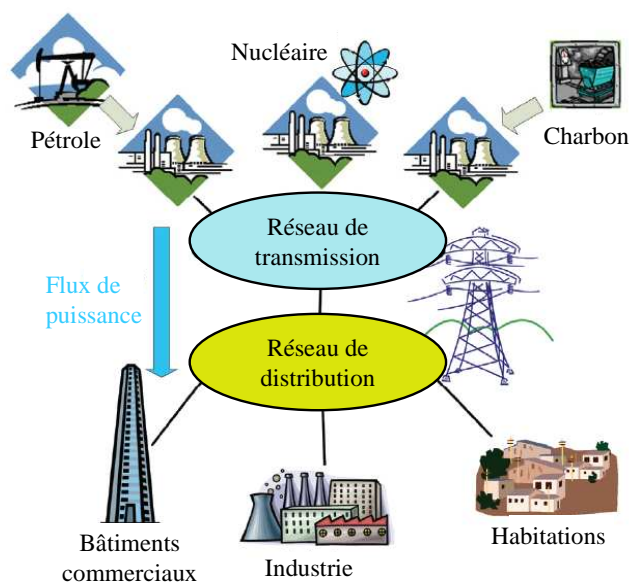 Nucléaire
Pétrole
Charbon
Réseau de
transmission
Flux de
puissance
Réseau de
distribution
Bâtiments
commerciaux
Industrie
Habitations